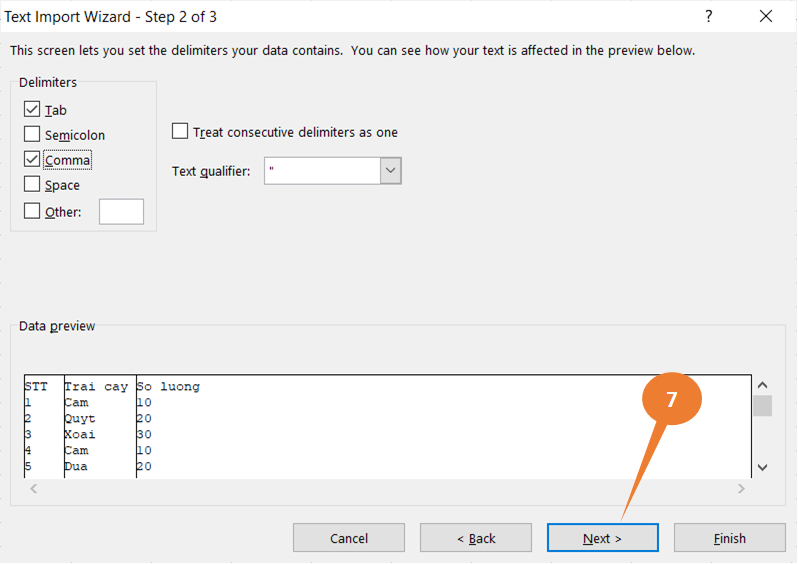 Text Import Wizard - Step 2 of 3 ?
This screen lets you set the delimiters your data contains. You can see how your text is affected in the preview below.
Delimiters
Tab
Semicolon
Comma
Space
Other:
Treat consecutive delimiters as one
Text qualifier: "
Data preview
STT Trai cay So luong
1 Cam 10
2 Quyt 20
3 Xoai 30
4 Cam 10
5 Dua 20
7
Cancel < Back Next > Finish